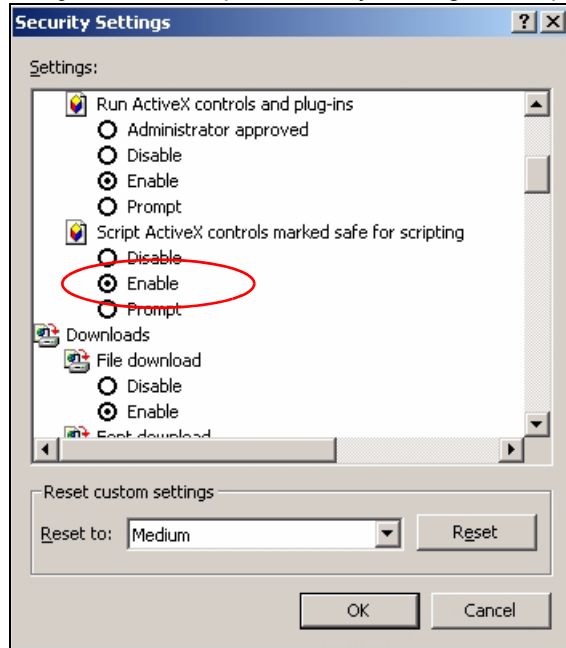 Security Settings
Settings:
Run ActiveX controls and plug-ins
Administrator approved
Disable
Enable
Prompt
Script ActiveX controls marked safe for scripting
Disable
Enable
Prompt
Downloads
File download
Disable
Enable
Font download
Reset custom settings
Reset to: Medium Reset
OK Cancel